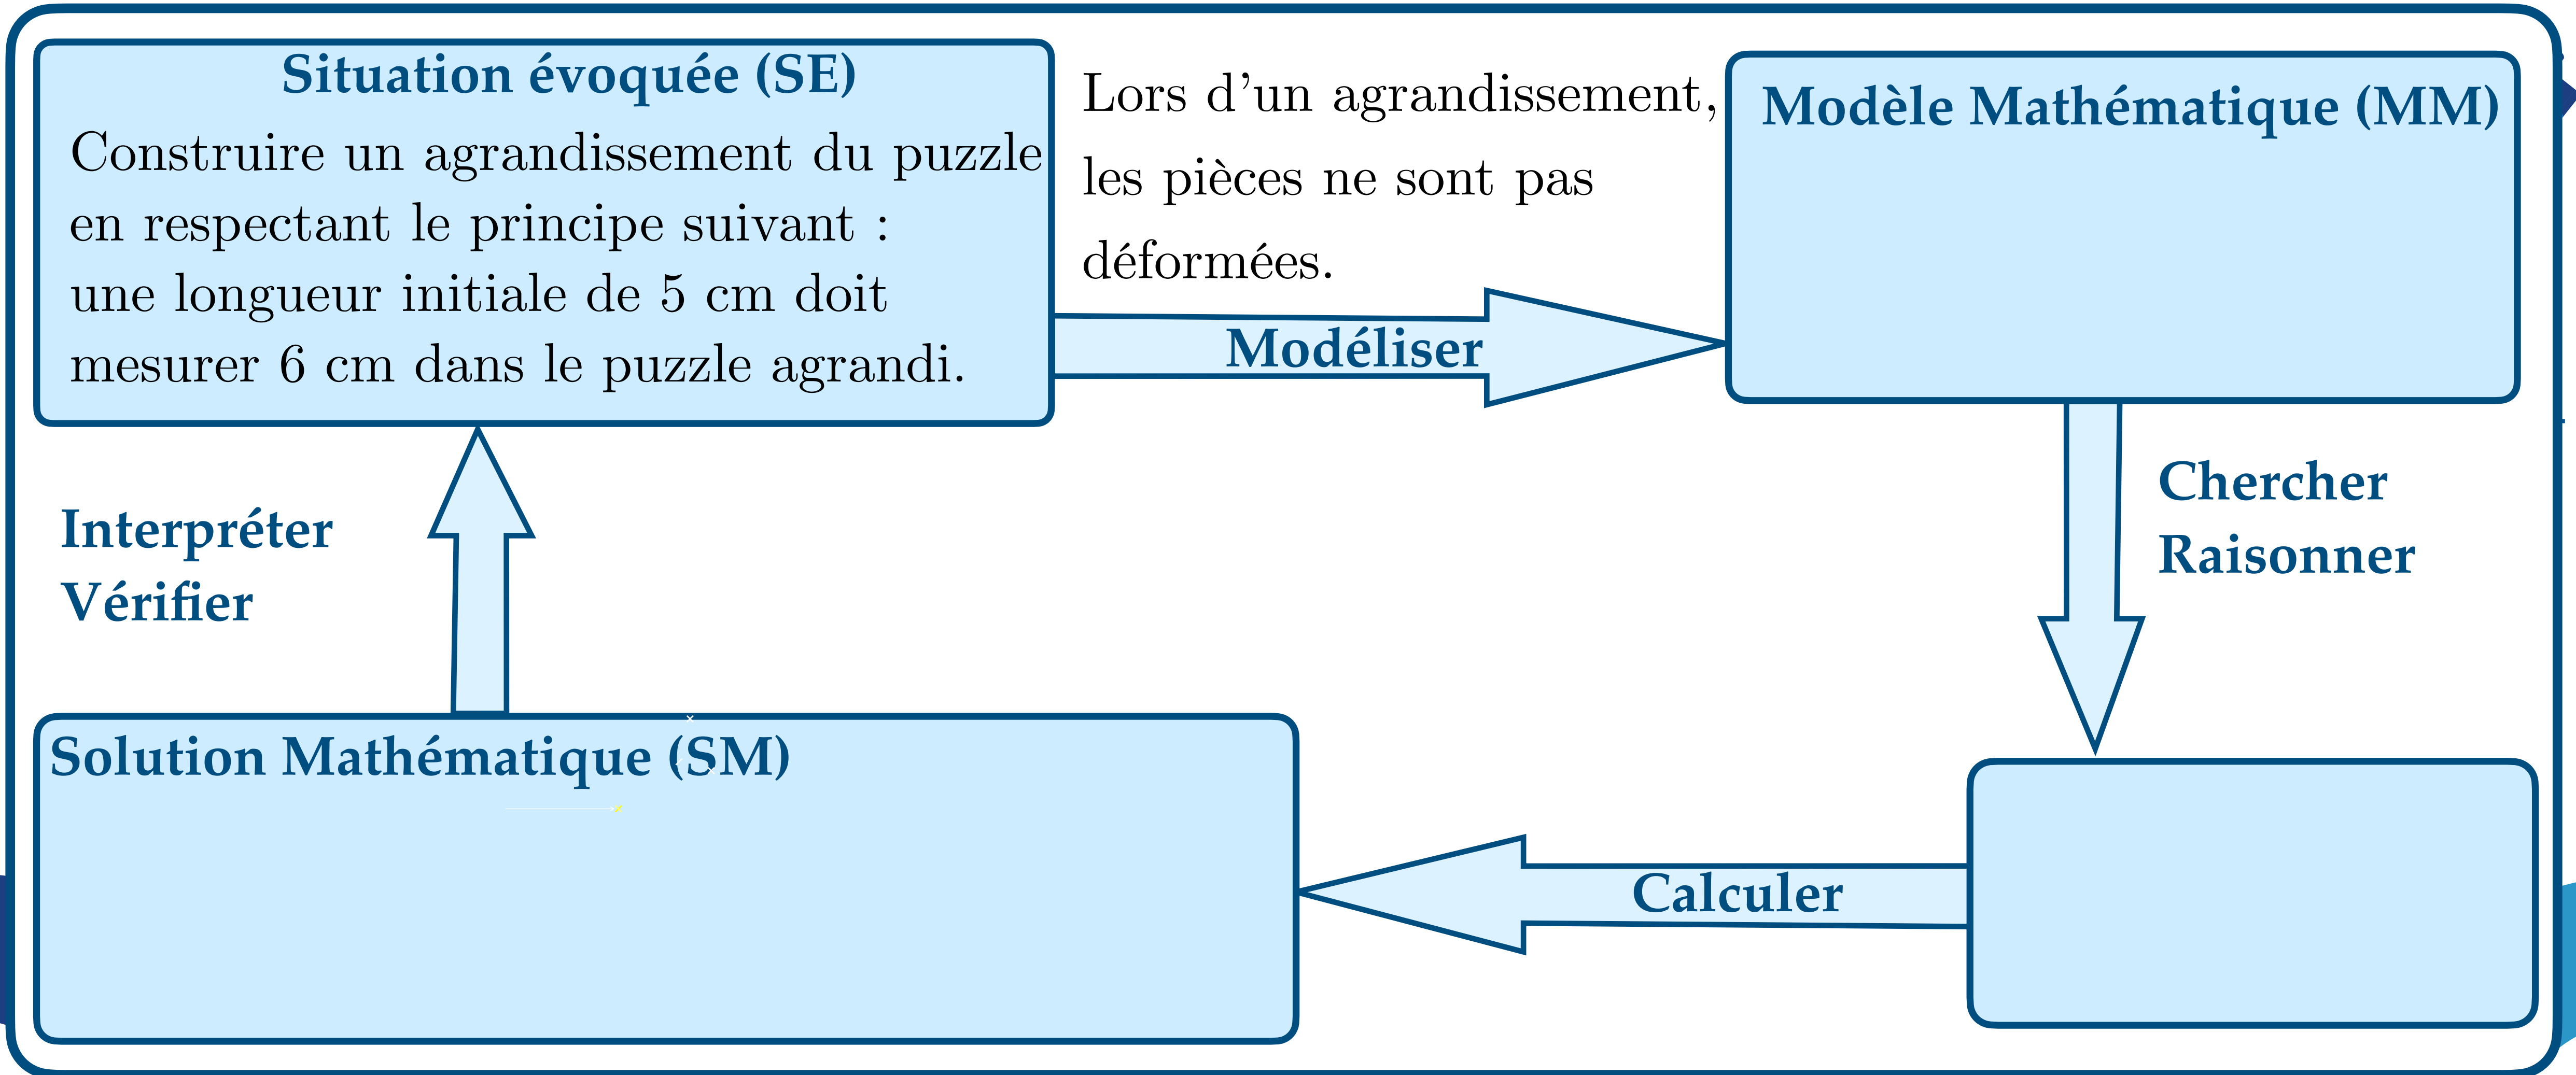 Situation évoquée (SE)
Construire un agrandissement du puzzle
en respectant le principe suivant :
une longueur initiale de 5 cm doit
mesurer 6 cm dans le puzzle agrandi.
Lors d’un agrandissement,
les pièces ne sont pas
déformées.
Modéliser
Modèle Mathématique (MM)
Chercher
Raisonner
Interpréter
Vérifier
Solution Mathématique (SM)
Calculer